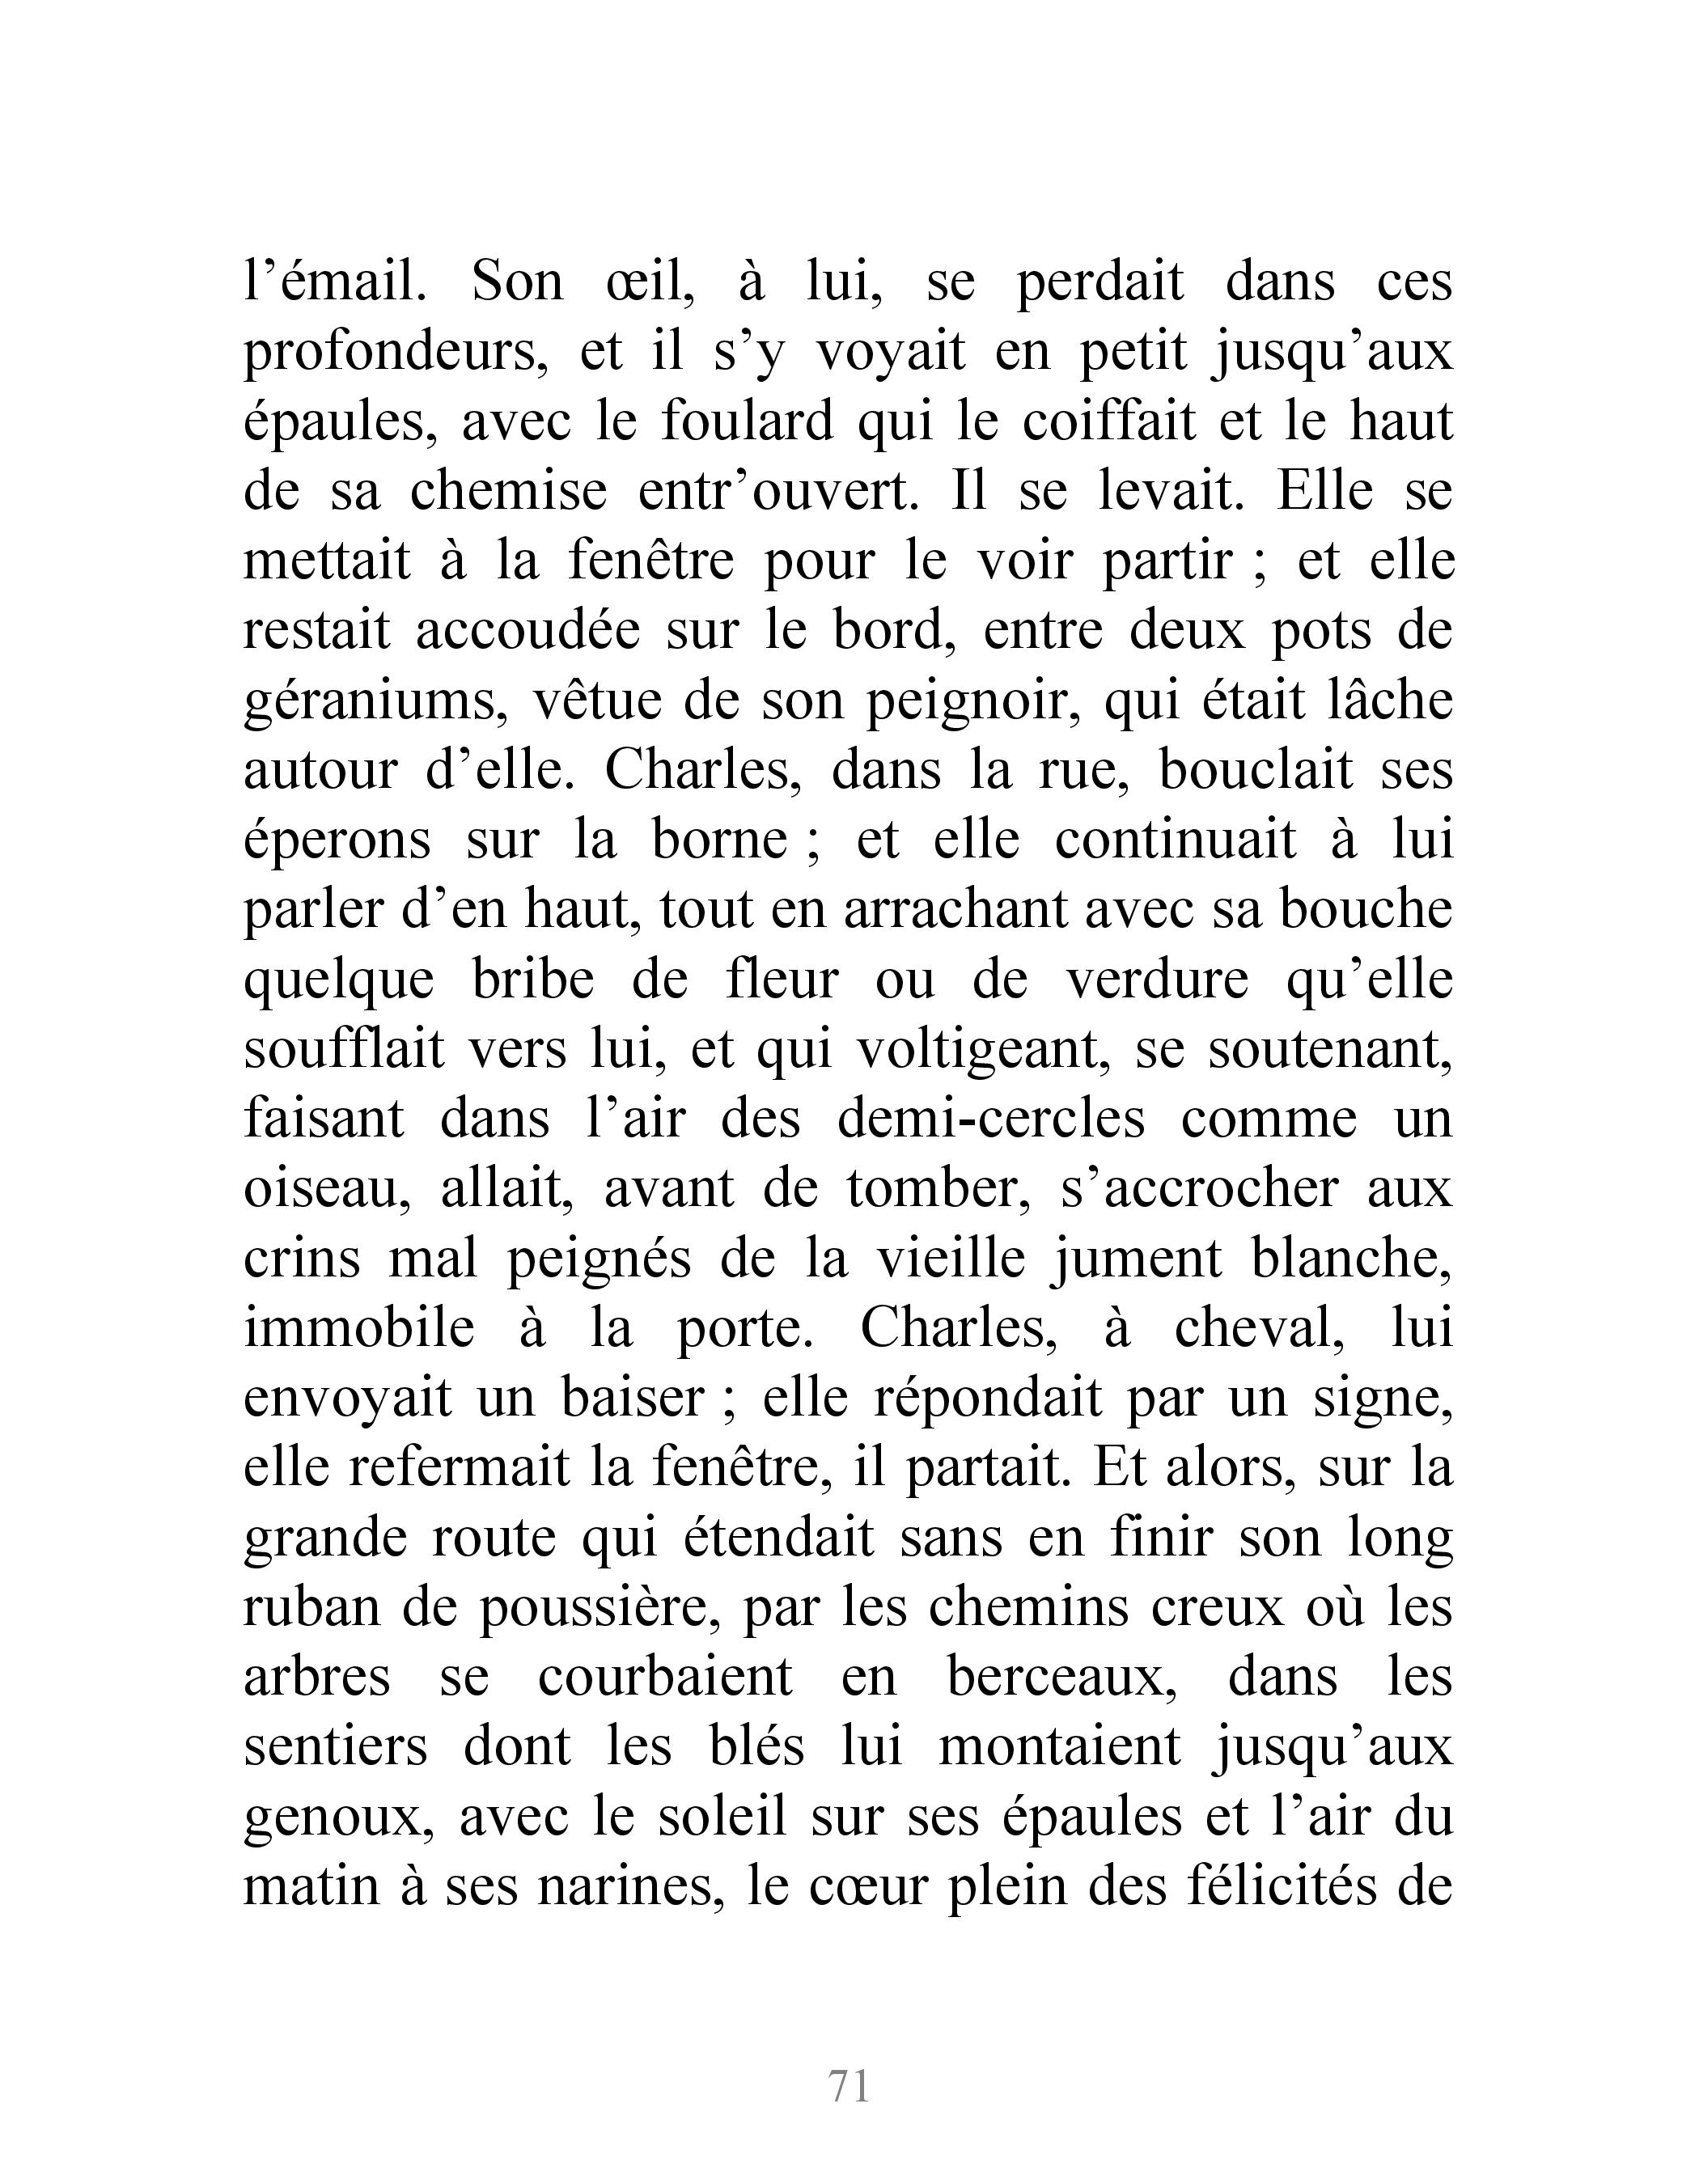 l’émail. Son œil, à lui, se perdait dans ces
profondeurs, et il s’y voyait en petit jusqu’aux
épaules, avec le foulard qui le coiffait et le haut
de sa chemise entr’ouvert. Il se levait. Elle se
mettait à la fenêtre pour le voir partir ; et elle
restait accoudée sur le bord, entre deux pots de
géraniums, vêtue de son peignoir, qui était lâche
autour d’elle. Charles, dans la rue, bouclait ses
éperons sur la borne ; et elle continuait à lui
parler d’en haut, tout en arrachant avec sa bouche
quelque bribe de fleur ou de verdure qu’elle
soufflait vers lui, et qui voltigeant, se soutenant,
faisant dans l’air des demi-cercles comme un
oiseau, allait, avant de tomber, s’accrocher aux
crins mal peignés de la vieille jument blanche,
immobile à la porte. Charles, à cheval, lui
envoyait un baiser ; elle répondait par un signe,
elle refermait la fenêtre, il partait. Et alors, sur la
grande route qui étendait sans en finir son long
ruban de poussière, par les chemins creux où les
arbres se courbaient en berceaux, dans les
sentiers dont les blés lui montaient jusqu’aux
genoux, avec le soleil sur ses épaules et l’air du
matin à ses narines, le cœur plein des félicités de
71